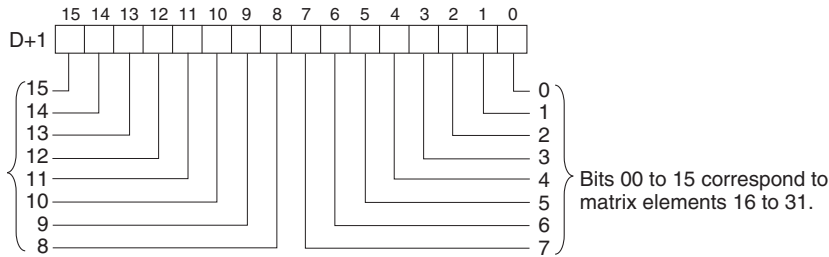 15 14 13 12 11 10 9 8 7 6 5 4 3 2 1 0
D+1
15 0
14 1
13 2
12 3
11 4
10 5
9 6
8 7
Bits 00 to 15 correspond to
matrix elements 16 to 31.